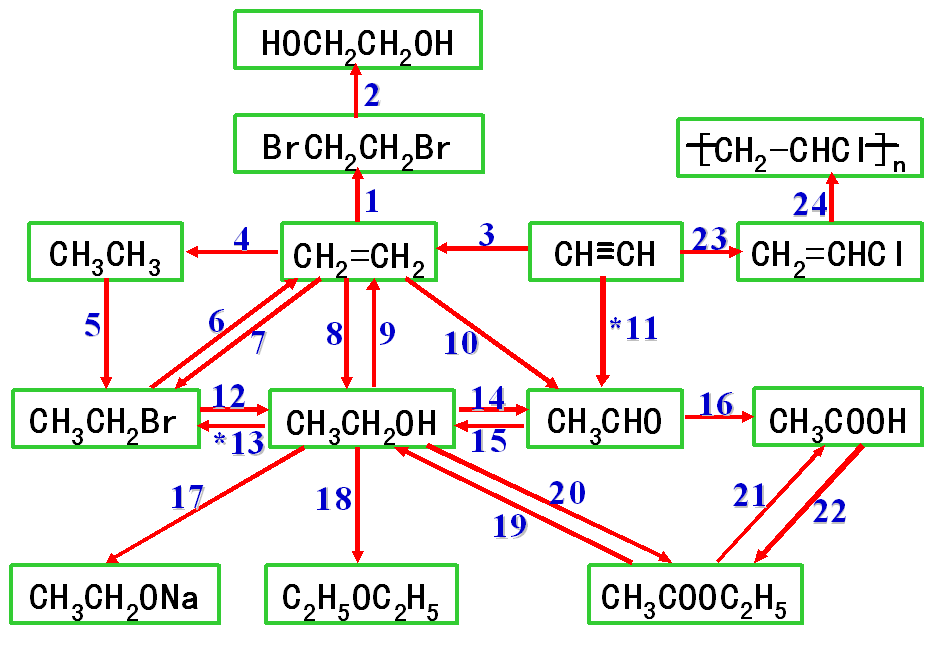 HOCH₂CH₂OH
2
BrCH₂CH₂Br
-[CH₂-CHCl]-n
1
24
4
3
23
CH₃CH₃
CH₂=CH₂
CH≡CH
CH₂=CHCl
5
6
7
8
9
10
*11
12
14
16
CH₃CH₂Br
CH₃CH₂OH
CH₃CHO
CH₃COOH
*13
15
17
18
19
20
21
22
CH₃CH₂ONa
C₂H₅OC₂H₅
CH₃COOC₂H₅